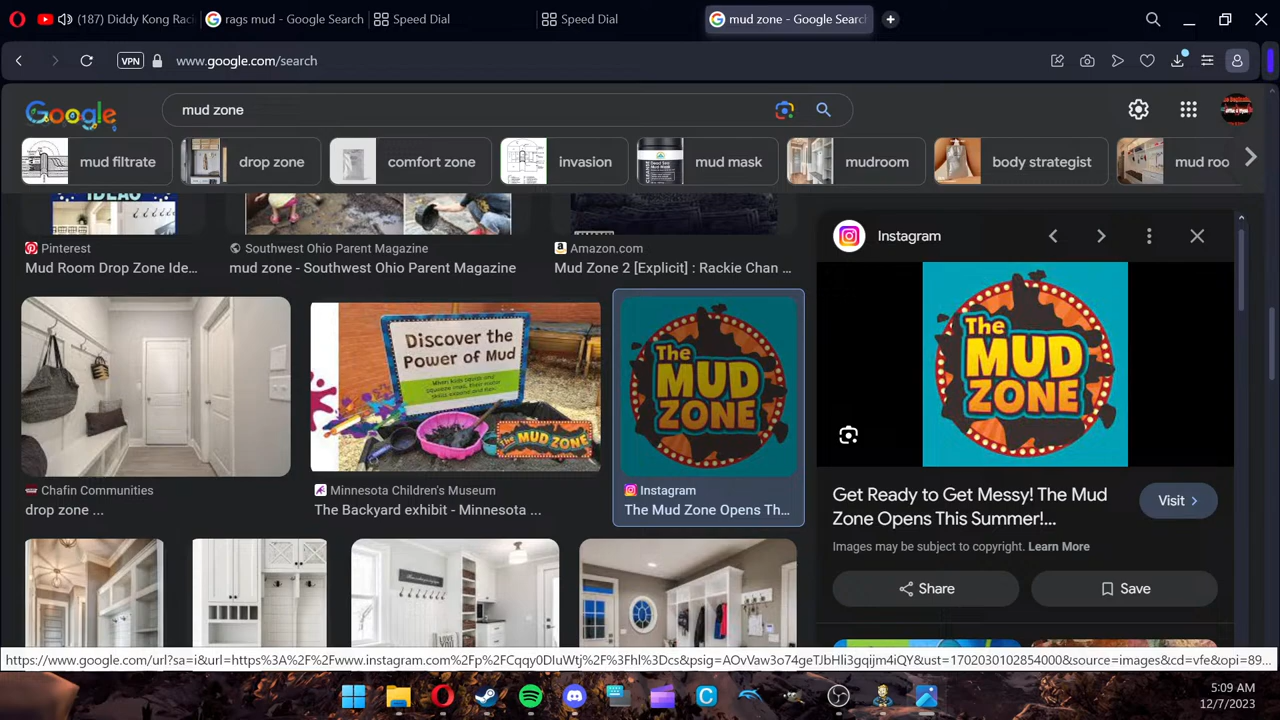 (187) Diddy Kong Raci
rags mud - Google Search
Speed Dial
Speed Dial
mud zone - Google Searc
VPN
www.google.com/search
Google
mud zone
mud filtrate
drop zone
comfort zone
invasion
mud mask
mudroom
body strategist
mud roo
IDEAS
Pinterest
Mud Room Drop Zone Ide...
Southwest Ohio Parent Magazine
mud zone - Southwest Ohio Parent Magazine
Amazon.com
Mud Zone 2 [Explicit] : Rackie Chan ...
Instagram
The
MUD
ZONE
Discover the
Power of Mud
The MUD ZONE
The
MUD
ZONE
Chafin Communities
drop zone ...
Minnesota Children's Museum
The Backyard exhibit - Minnesota ...
Instagram
The Mud Zone Opens Th...
Get Ready to Get Messy! The Mud
Zone Opens This Summer!...
Visit
Images may be subject to copyright. Learn More
Share
Save
https://www.google.com/url?sa=i&url=https%3A%2F%2Fwww.instagram.com%2Fp%2FCqqy0DIuWtj%2F%3Fhl%3Dcs&psig=AOvVaw3o74geTJbHli3gqijm4iQY&ust=1702030102854000&source=images&cd=vfe&opi=89...
5:09 AM
12/7/2023